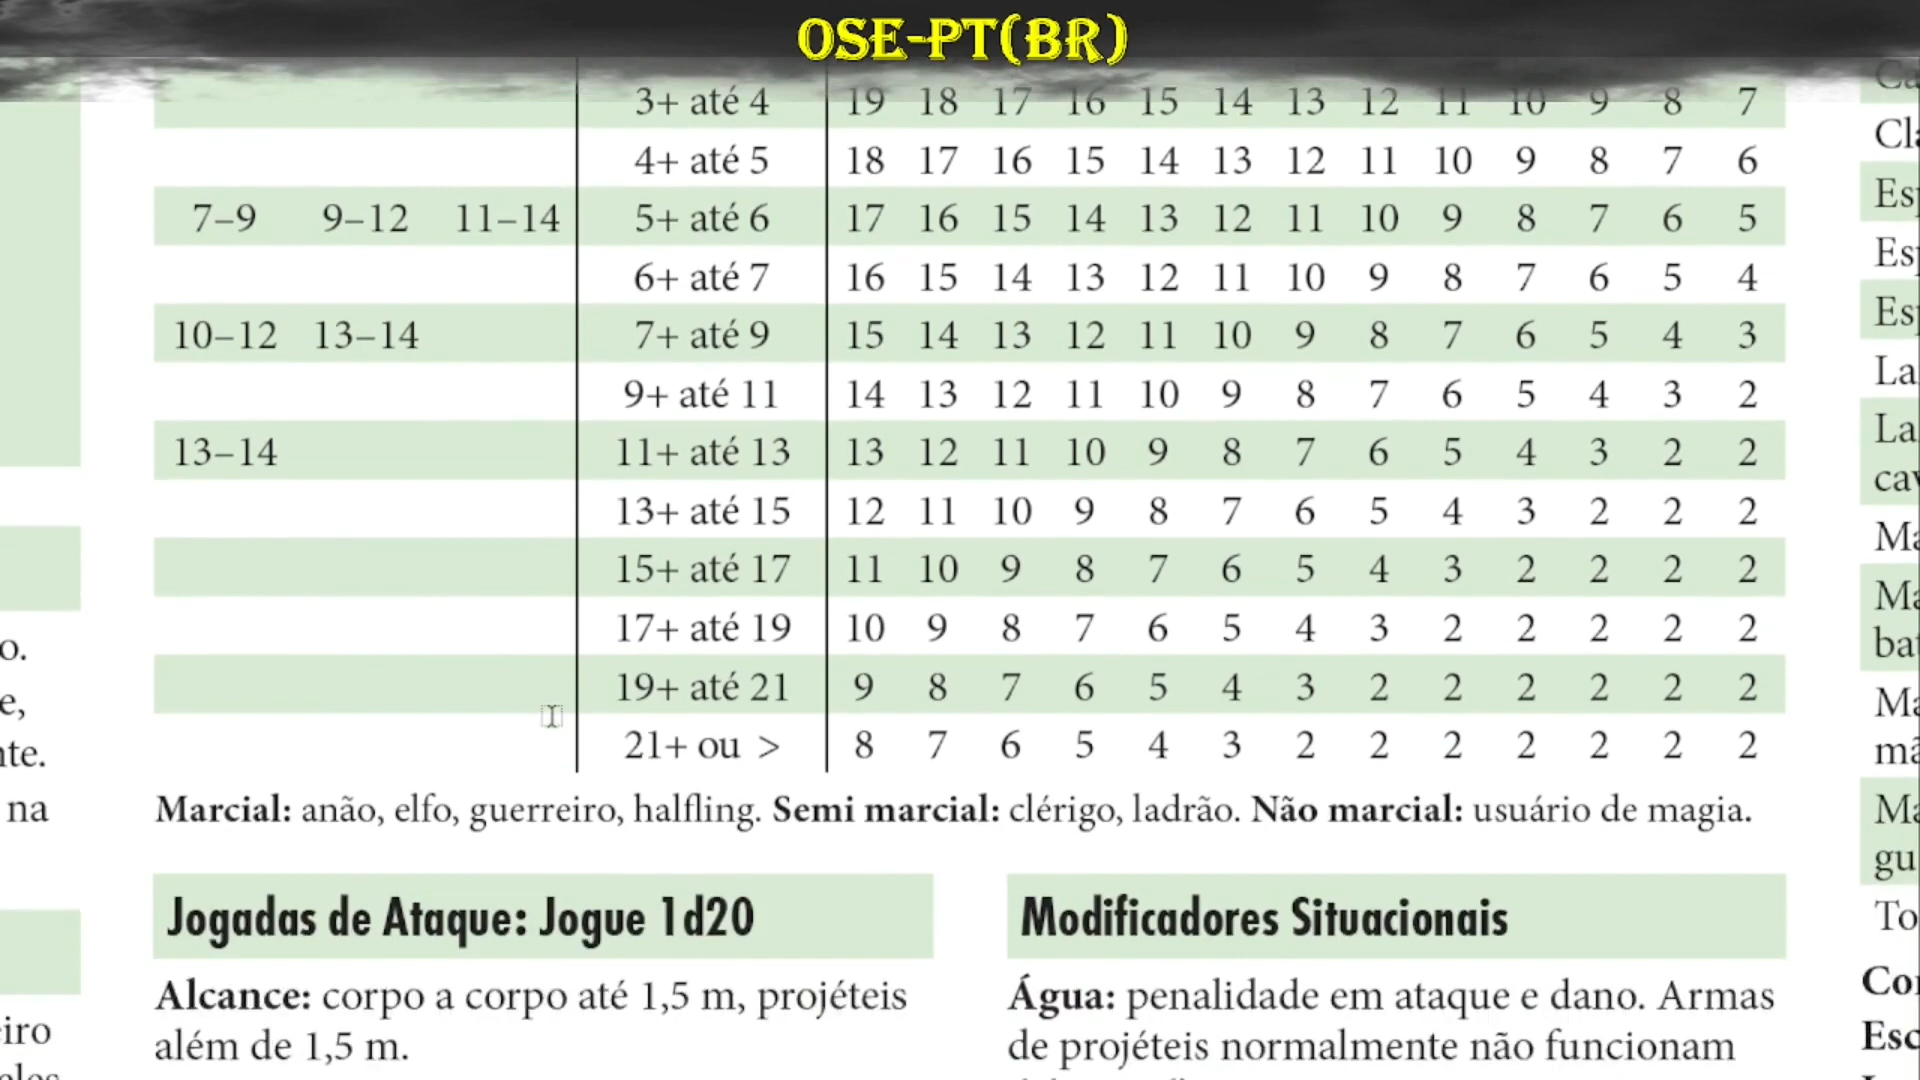 OSE-PT(BR)
3+ até 4 19 18 17 16 15 14 13 12 11 10 9 8 7
4+ até 5 18 17 16 15 14 13 12 11 10 9 8 7 6
7–9 9–12 11–14 5+ até 6 17 16 15 14 13 12 11 10 9 8 7 6 5
6+ até 7 16 15 14 13 12 11 10 9 8 7 6 5 4
10–12 13–14 7+ até 9 15 14 13 12 11 10 9 8 7 6 5 4 3
9+ até 11 14 13 12 11 10 9 8 7 6 5 4 3 2
13–14 11+ até 13 13 12 11 10 9 8 7 6 5 4 3 2 2
13+ até 15 12 11 10 9 8 7 6 5 4 3 2 2 2
15+ até 17 11 10 9 8 7 6 5 4 3 2 2 2 2
17+ até 19 10 9 8 7 6 5 4 3 2 2 2 2 2
19+ até 21 9 8 7 6 5 4 3 2 2 2 2 2 2
21+ ou > 8 7 6 5 4 3 2 2 2 2 2 2 2
Marcial: anão, elfo, guerreiro, halfling. Semi marcial: clérigo, ladrão. Não marcial: usuário de magia.
Jogadas de Ataque: Jogue 1d20
Alcance: corpo a corpo até 1,5 m, projéteis
além de 1,5 m.
Modificadores Situacionais
Água: penalidade em ataque e dano. Armas
de projéteis normalmente não funcionam
na